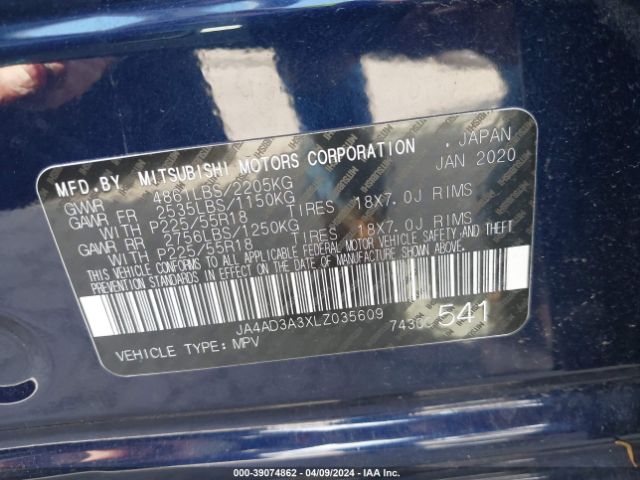 MFD.BY MITSUBISHI MOTORS CORPORATION . JAPAN
GVWR 4861LBS/2205KG JAN 2020
GAWR FR 2535LBS/1150KG
WITH P225/55R18 TIRES 18X7.0J RIMS
GAWR RR 2756LBS/1250KG
WITH P225/55R18 TIRES 18X7.0J RIMS
THIS VEHICLE CONFORMS TO ALL APPLICABLE FEDERAL MOTOR VEHICLE SAFETY AND THEFT
PREVENTION STANDARDS IN EFFECT ON THE DATE OF MANUFACTURE SHOWN ABOVE.
JA4AD3A3XLZ035609
541
VEHICLE TYPE: MPV
000-39074862 | 04/09/2024 - IAA Inc.